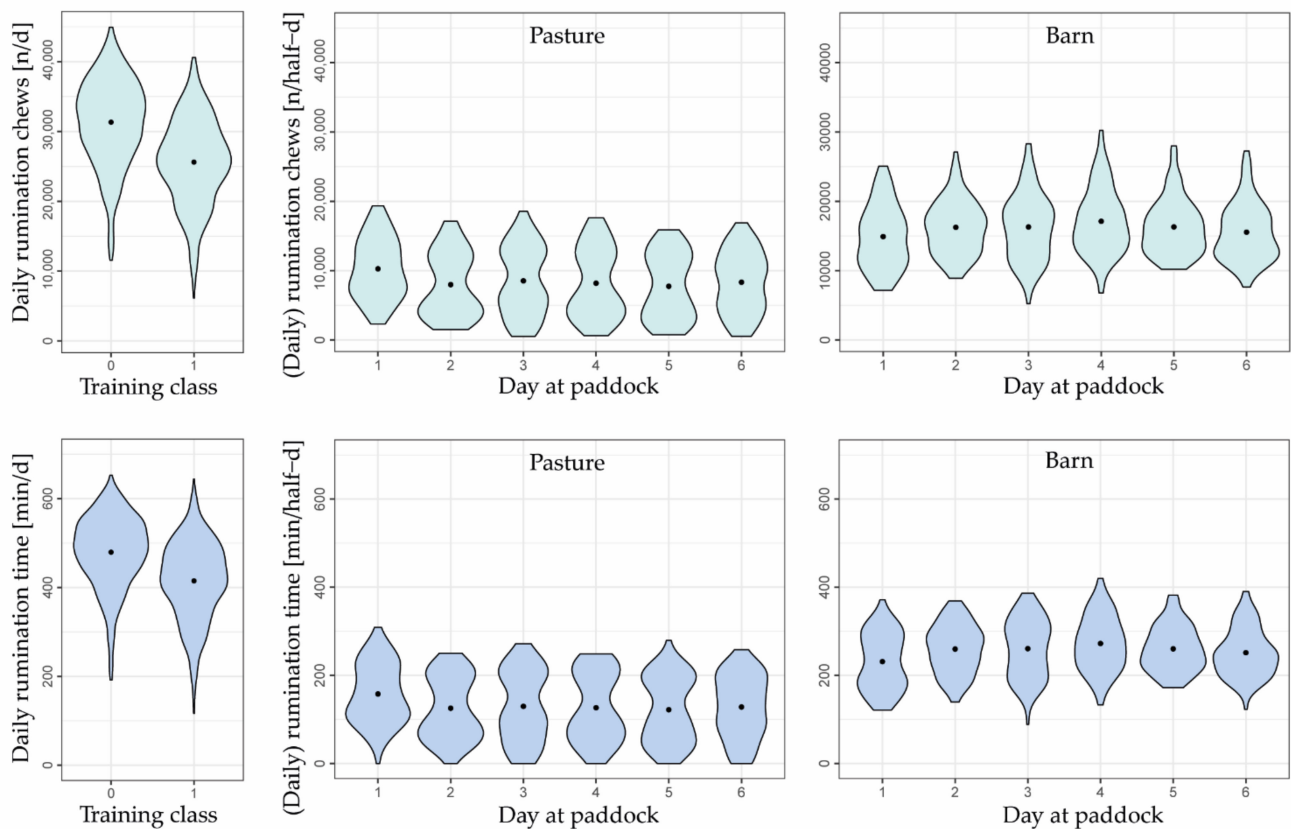 Daily rumination chews [n/d]
40,000
30,000
20,000
10,000
0
0 1
Training class
(Daily) rumination chews [n/half–d]
Pasture
40,000
30,000
20,000
10,000
0
1 2 3 4 5 6
Day at paddock
Barn
40000
30000
20000
10000
0
1 2 3 4 5 6
Day at paddock
Daily rumination time [min/d]
600
400
200
0
0 1
Training class
(Daily) rumination time [min/half–d]
Pasture
600
400
200
0
1 2 3 4 5 6
Day at paddock
Barn
600
400
200
0
1 2 3 4 5 6
Day at paddock